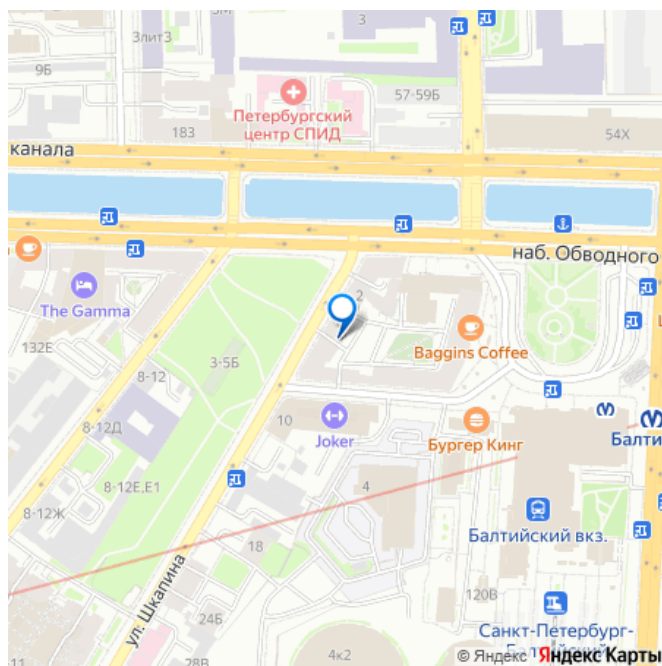 3М
3
3лит3
9Б
57-59Б
Петербургский
центр СПИД
183
54Х
канала
наб. Обводного
The Gamma
2
Baggins Coffee
132Е
8-12
3-5Б
10
Joker
Бургер Кинг
Балти
8-12Д
8-12Е,Е1
4
8-12Ж
Балтийский вкз.
18
ул. Шкапина
24Б
120В
Санкт-Петербург-
4к2
28В
11
© Яндекс Яндекс Карты